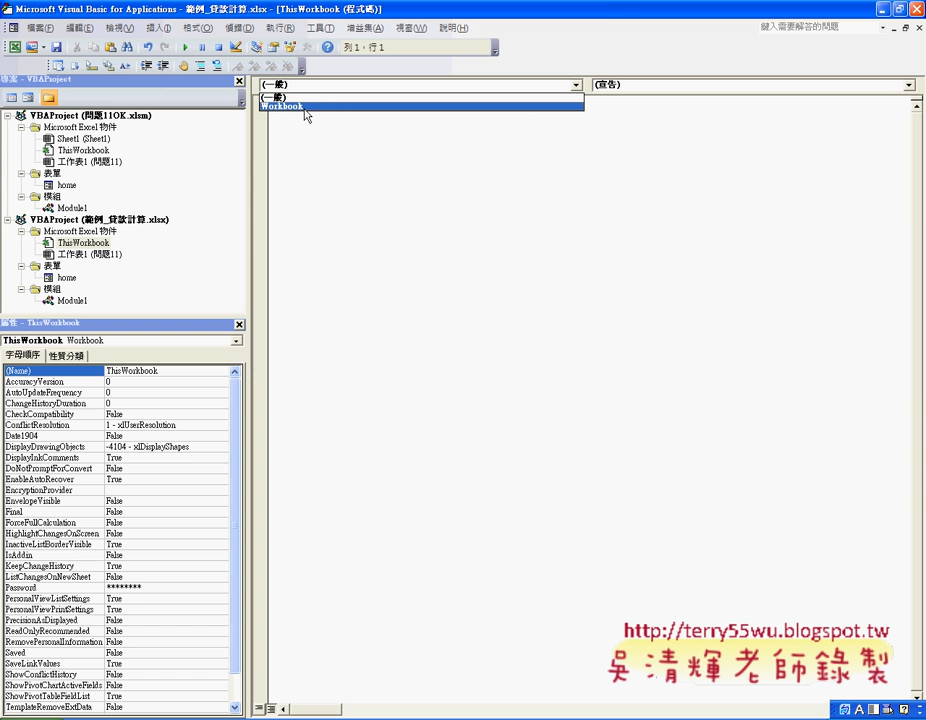 Microsoft Visual Basic for Applications - 範例_貸款計算.xlsx - [ThisWorkbook (程式碼)]
檔案(F) 編輯(E) 檢視(V) 插入(I) 格式(O) 偵錯(D) 執行(R) 工具(T) 增益集(A) 視窗(W) 說明(H) 鍵入需要解答的問題
列 1，行 1
專案 - VBAProject
(一般) (宣告)
(一般)
Workbook
VBAProject (問題11OK.xlsm)
Microsoft Excel 物件
Sheet1 (Sheet1)
ThisWorkbook
工作表1 (問題11)
表單
home
模組
Module1
VBAProject (範例_貸款計算.xlsx)
Microsoft Excel 物件
ThisWorkbook
工作表1 (問題11)
表單
home
模組
Module1
屬性 - ThisWorkbook
ThisWorkbook Workbook
字母順序 性質分類
(Name) ThisWorkbook
AccuracyVersion 0
AutoUpdateFrequency 0
ChangeHistoryDuration 0
CheckCompatibility False
ConflictResolution 1 - xlUserResolution
Date1904 False
DisplayDrawingObjects -4104 - xlDisplayShapes
DisplayInkComments True
DoNotPromptForConvert False
EnableAutoRecover True
EncryptionProvider
EnvelopeVisible False
Final False
ForceFullCalculation False
HighlightChangesOnScreen False
InactiveListBorderVisible True
IsAddin False
KeepChangeHistory True
ListChangesOnNewSheet False
Password ********
PersonalViewListSettings True
PersonalViewPrintSettings True
PrecisionAsDisplayed False
ReadOnlyRecommended False
RemovePersonalInformation False
Saved False
SaveLinkValues True
ShowConflictHistory False
ShowPivotChartActiveFields False
ShowPivotTableFieldList True
TemplateRemoveExtData False
http://terry55wu.blogspot.tw
吳清輝老師錄製